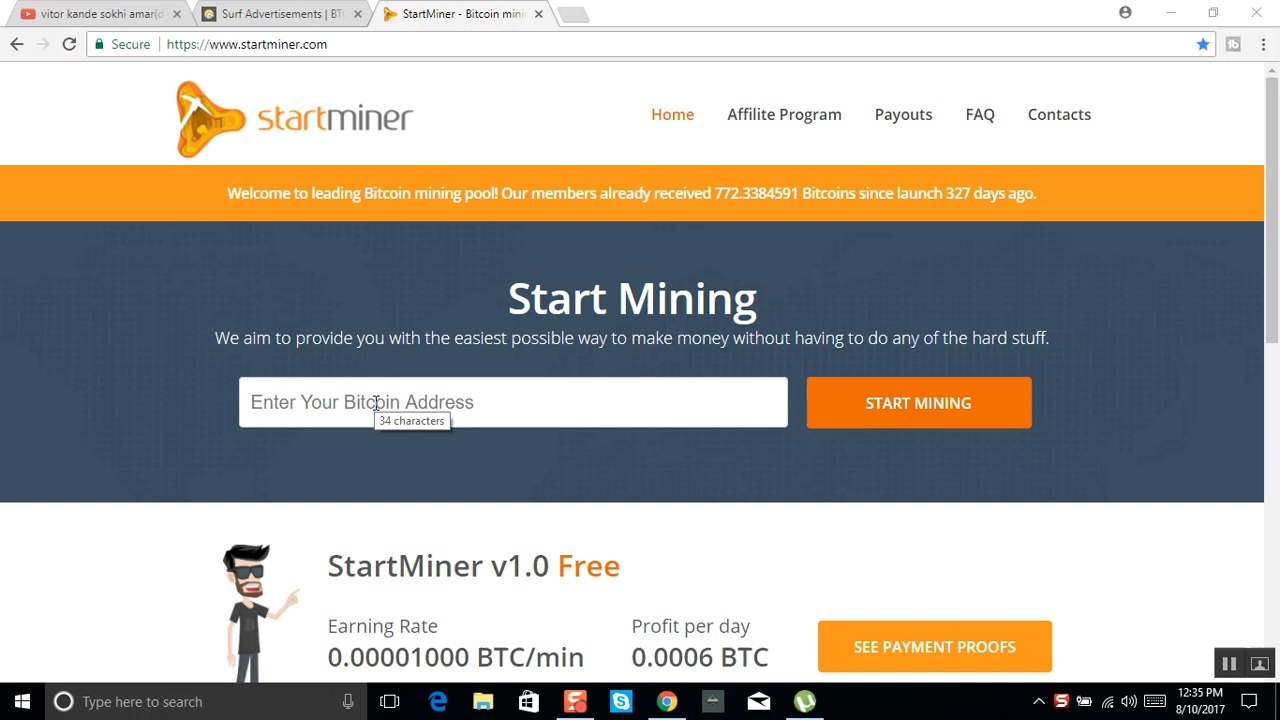 vitor kande sokhi amar(d
Surf Advertisements | BTC
StartMiner - Bitcoin mini
Secure
https://www.startminer.com
startminer
Home
Affilite Program
Payouts
FAQ
Contacts
Welcome to leading Bitcoin mining pool! Our members already received 772.3384591 Bitcoins since launch 327 days ago.
Start Mining
We aim to provide you with the easiest possible way to make money without having to do any of the hard stuff.
Enter Your Bitcoin Address
START MINING
34 characters
StartMiner v1.0 Free
Earning Rate
Profit per day
0.00001000 BTC/min
0.0006 BTC
SEE PAYMENT PROOFS
Type here to search
12:35 PM
8/10/2017